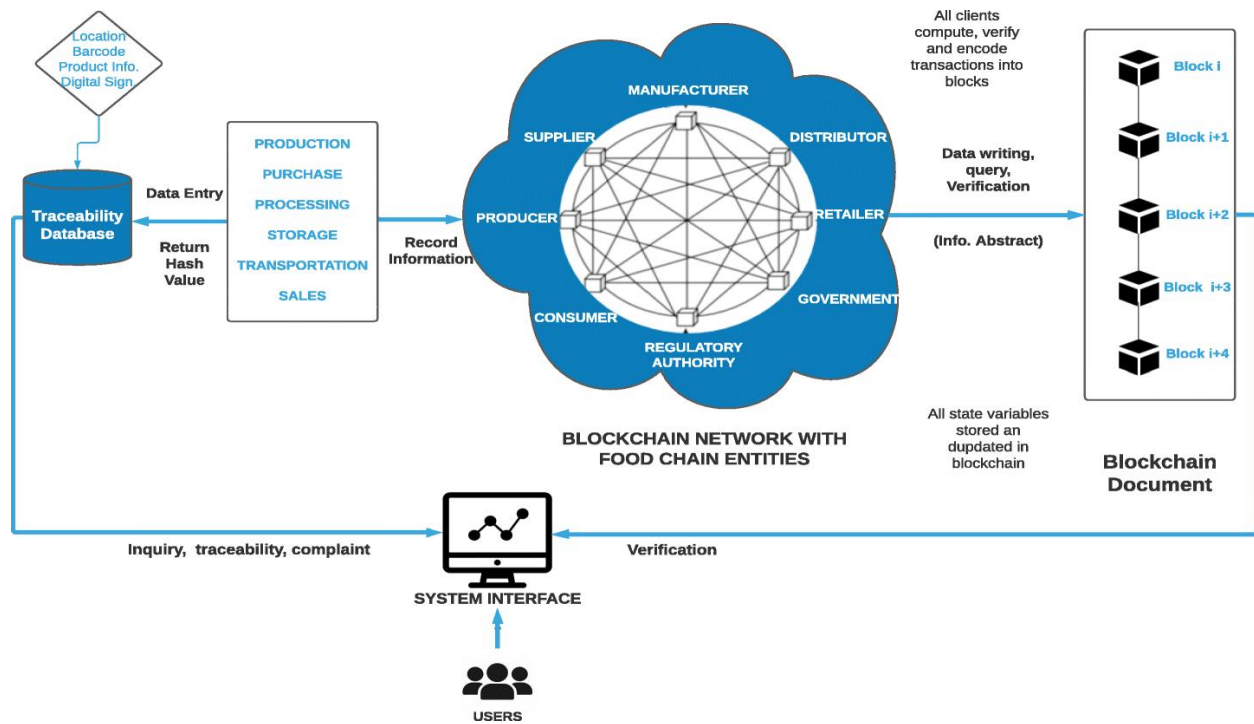 Location
Barcode
Product Info.
Digital Sign.
Traceability
Database
Data Entry
Return
Hash
Value
PRODUCTION
PURCHASE
PROCESSING
STORAGE
TRANSPORTATION
SALES
Record
Information
MANUFACTURER
SUPPLIER
DISTRIBUTOR
PRODUCER
RETAILER
CONSUMER
GOVERNMENT
REGULATORY
AUTHORITY
BLOCKCHAIN NETWORK WITH
FOOD CHAIN ENTITIES
All clients
compute, verify
and encode
transactions into
blocks
Data writing,
query,
Verification
(Info. Abstract)
All state variables
stored an
dupdated in
blockchain
Block i
Block i+1
Block i+2
Block i+3
Block i+4
Blockchain
Document
Inquiry, traceability, complaint
Verification
SYSTEM INTERFACE
USERS